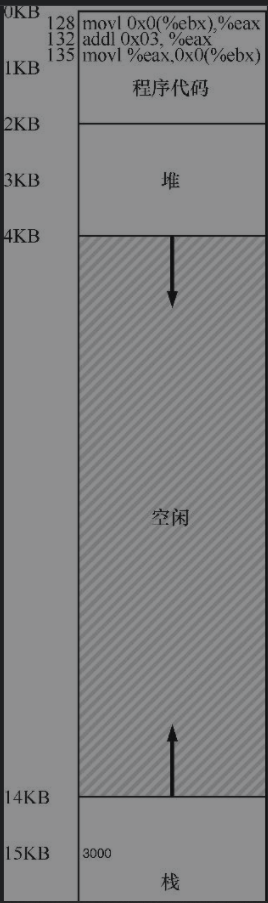 0KB
128 movl 0x0(%ebx),%eax
132 addl 0x03, %eax
135 movl %eax,0x0(%ebx)
1KB
程序代码
2KB
3KB 堆
4KB
空闲
14KB
15KB 3000
栈